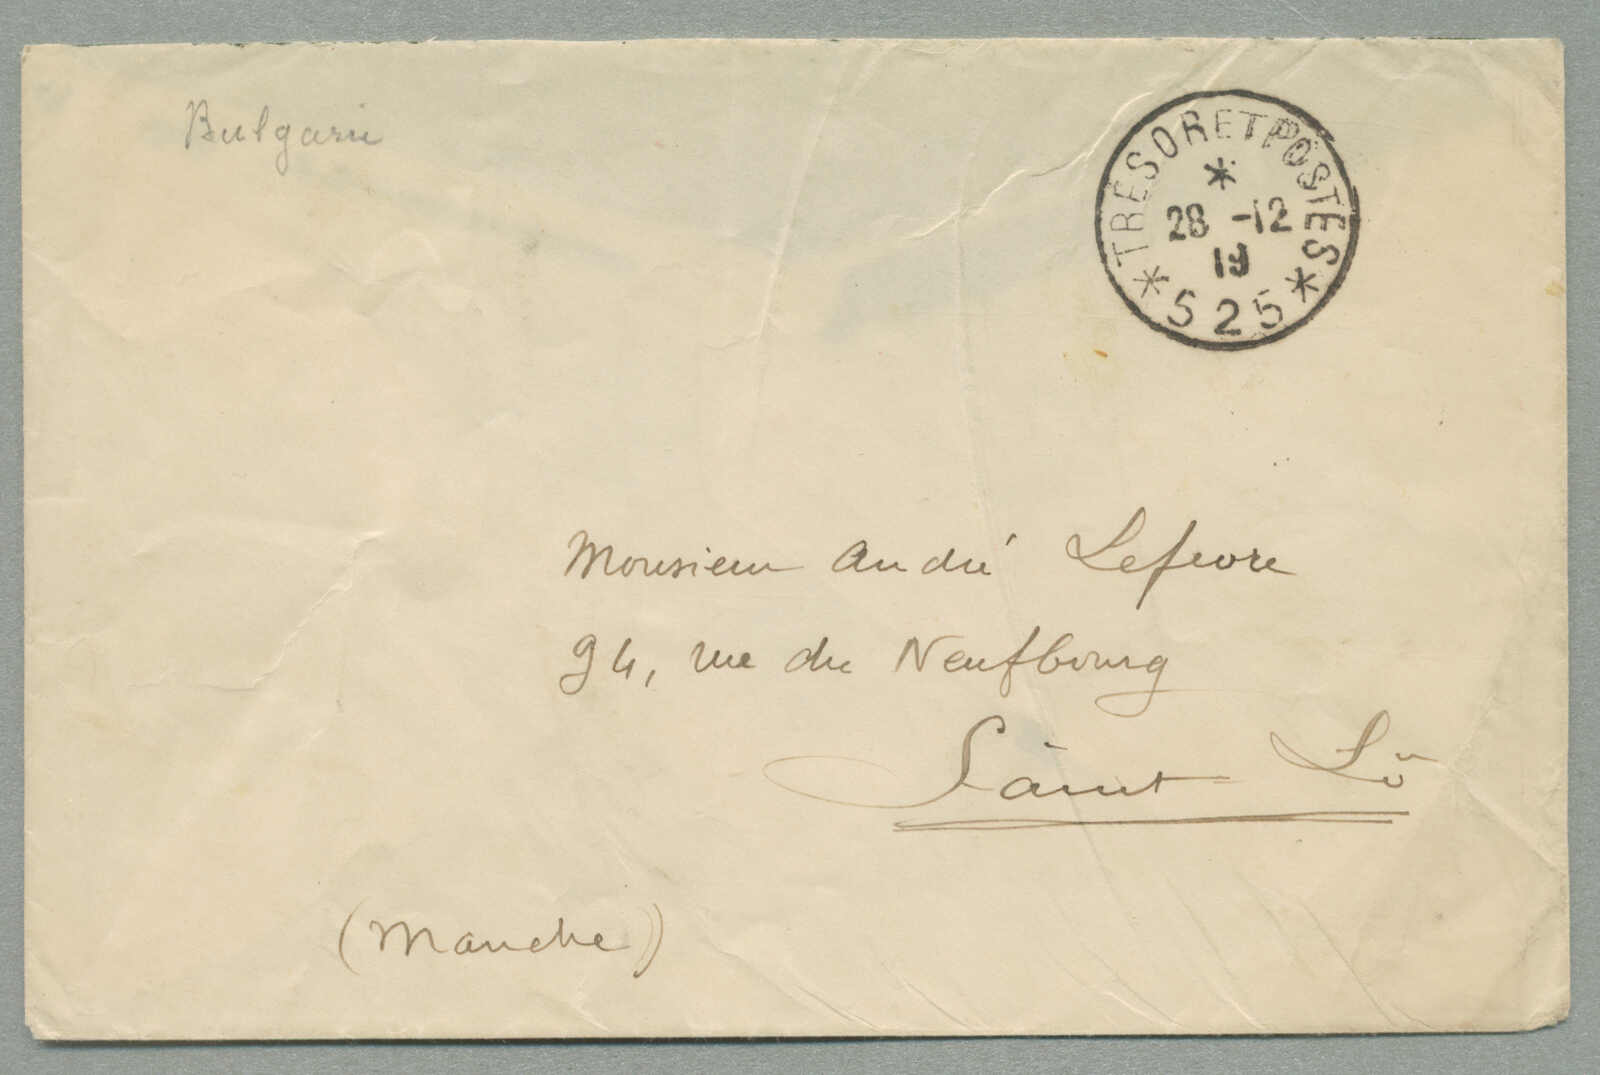 Bulgarie
TRESOR ET POSTES
28 -12
19
* 525 *
Monsieur André Lefevre
94, rue du Neufbourg
Saint-Lô
(Manche)